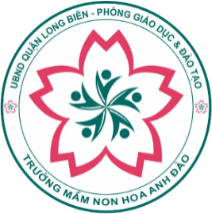 UBND QUẬN LONG BIÊN - PHÒNG GIÁO DỤC & ĐÀO TẠO
TRƯỜNG MẦM NON HOA ANH ĐÀO